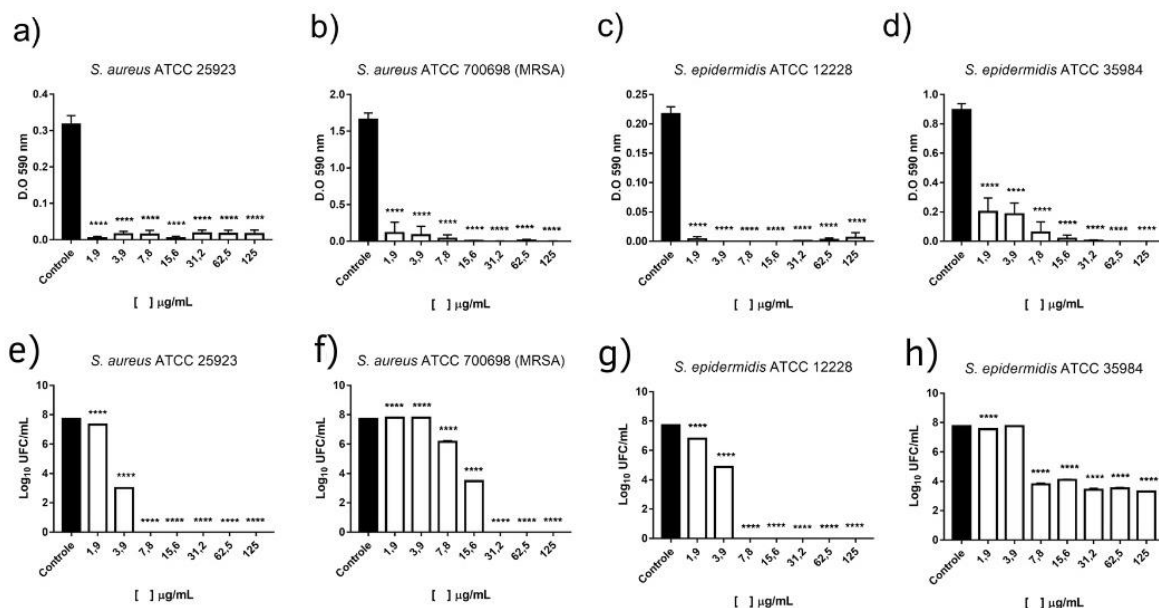 a)
S. aureus ATCC 25923
D.O 590 nm
0.4
0.3
0.2
0.1
0.0
**** **** **** **** **** **** ****
Controle 1,9 3,9 7,8 15,6 31,2 62,5 125
[ ] µg/mL
b)
S. aureus ATCC 700698 (MRSA)
D.O 590 nm
2.0
1.5
1.0
0.5
0.0
**** **** **** **** **** **** ****
Controle 1,9 3,9 7,8 15,6 31,2 62,5 125
[ ] µg/mL
c)
S. epidermidis ATCC 12228
D.O 590 nm
0.25
0.20
0.15
0.10
0.05
0.00
**** **** **** **** **** **** ****
Controle 1,9 3,9 7,8 15,6 31,2 62,5 125
[ ] µg/mL
d)
S. epidermidis ATCC 35984
D.O 590 nm
1.0
0.8
0.6
0.4
0.2
0.0
**** **** **** **** **** **** ****
Controle 1,9 3,9 7,8 15,6 31,2 62,5 125
[ ] µg/mL
e)
S. aureus ATCC 25923
Log10 UFC/mL
10
8
6
4
2
0
**** **** **** **** **** **** ****
Controle 1,9 3,9 7,8 15,6 31,2 62,5 125
[ ] µg/mL
f)
S. aureus ATCC 700698 (MRSA)
Log10 UFC/mL
10
8
6
4
2
0
**** **** **** **** **** **** ****
Controle 1,9 3,9 7,8 15,6 31,2 62,5 125
[ ] µg/mL
g)
S. epidermidis ATCC 12228
Log10 UFC/mL
10
8
6
4
2
0
**** **** **** **** **** **** ****
Controle 1,9 3,9 7,8 15,6 31,2 62,5 125
[ ] µg/mL
h)
S. epidermidis ATCC 35984
Log10 UFC/mL
10
8
6
4
2
0
**** **** **** **** **** ****
Controle 1,9 3,9 7,8 15,6 31,2 62,5 125
[ ] µg/mL